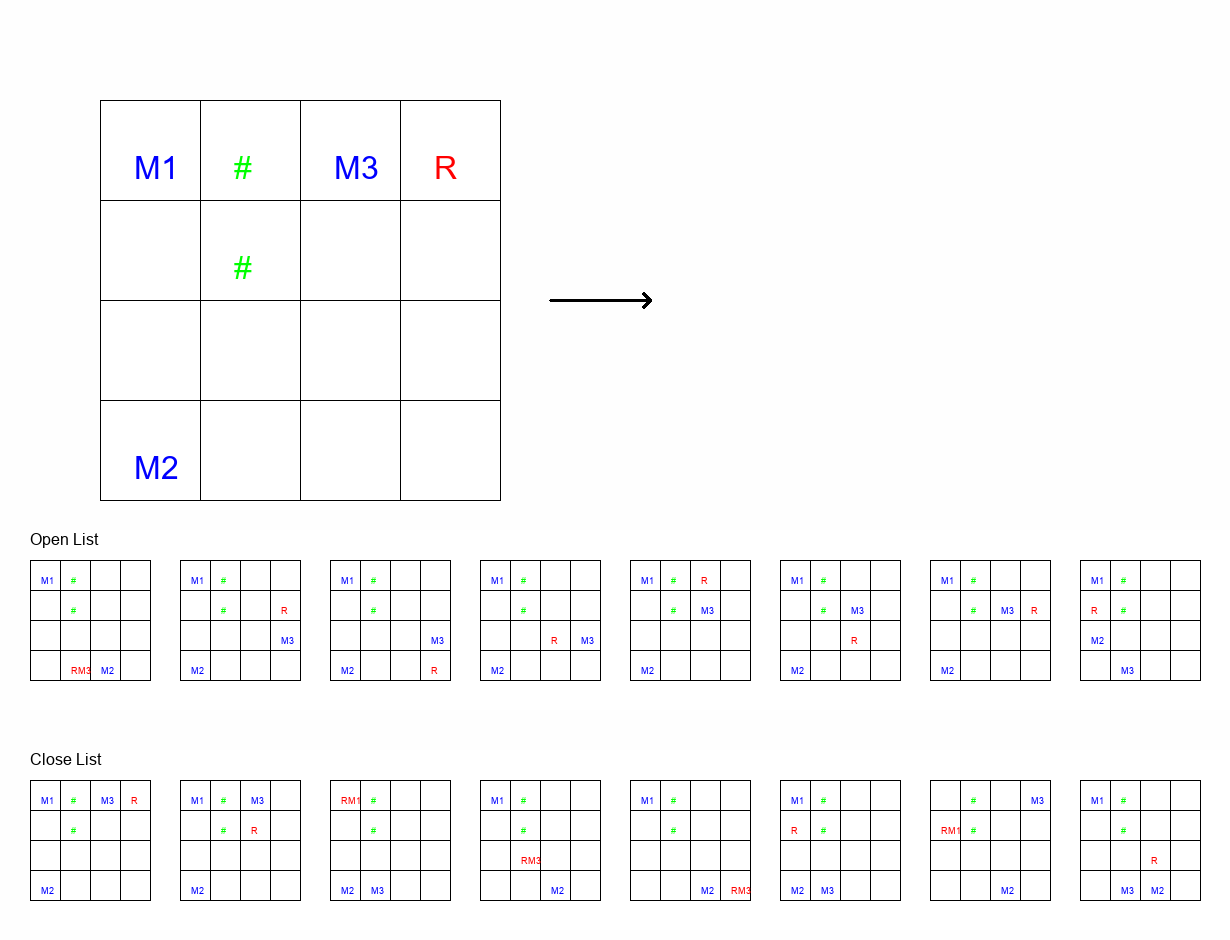 M1 # M3 R
#
M2
Open List
M1 #
#
RM3 M2
M1 #
# R
M3
M2
M1 #
#
M3
M2 R
M1 #
#
R M3
M2
M1 # R
# M3
M2
M1 #
# M3
R
M2
M1 #
# M3 R
M2
M1 #
R #
M2
M3
Close List
M1 # M3 R
#
M2
M1 # M3
# R
M2
RM1 #
#
M2 M3
M1 #
#
RM3
M2
M1 #
#
M2 RM3
M1 #
R #
M2 M3
# M3
RM1 #
M2
M1 #
#
R
M3 M2